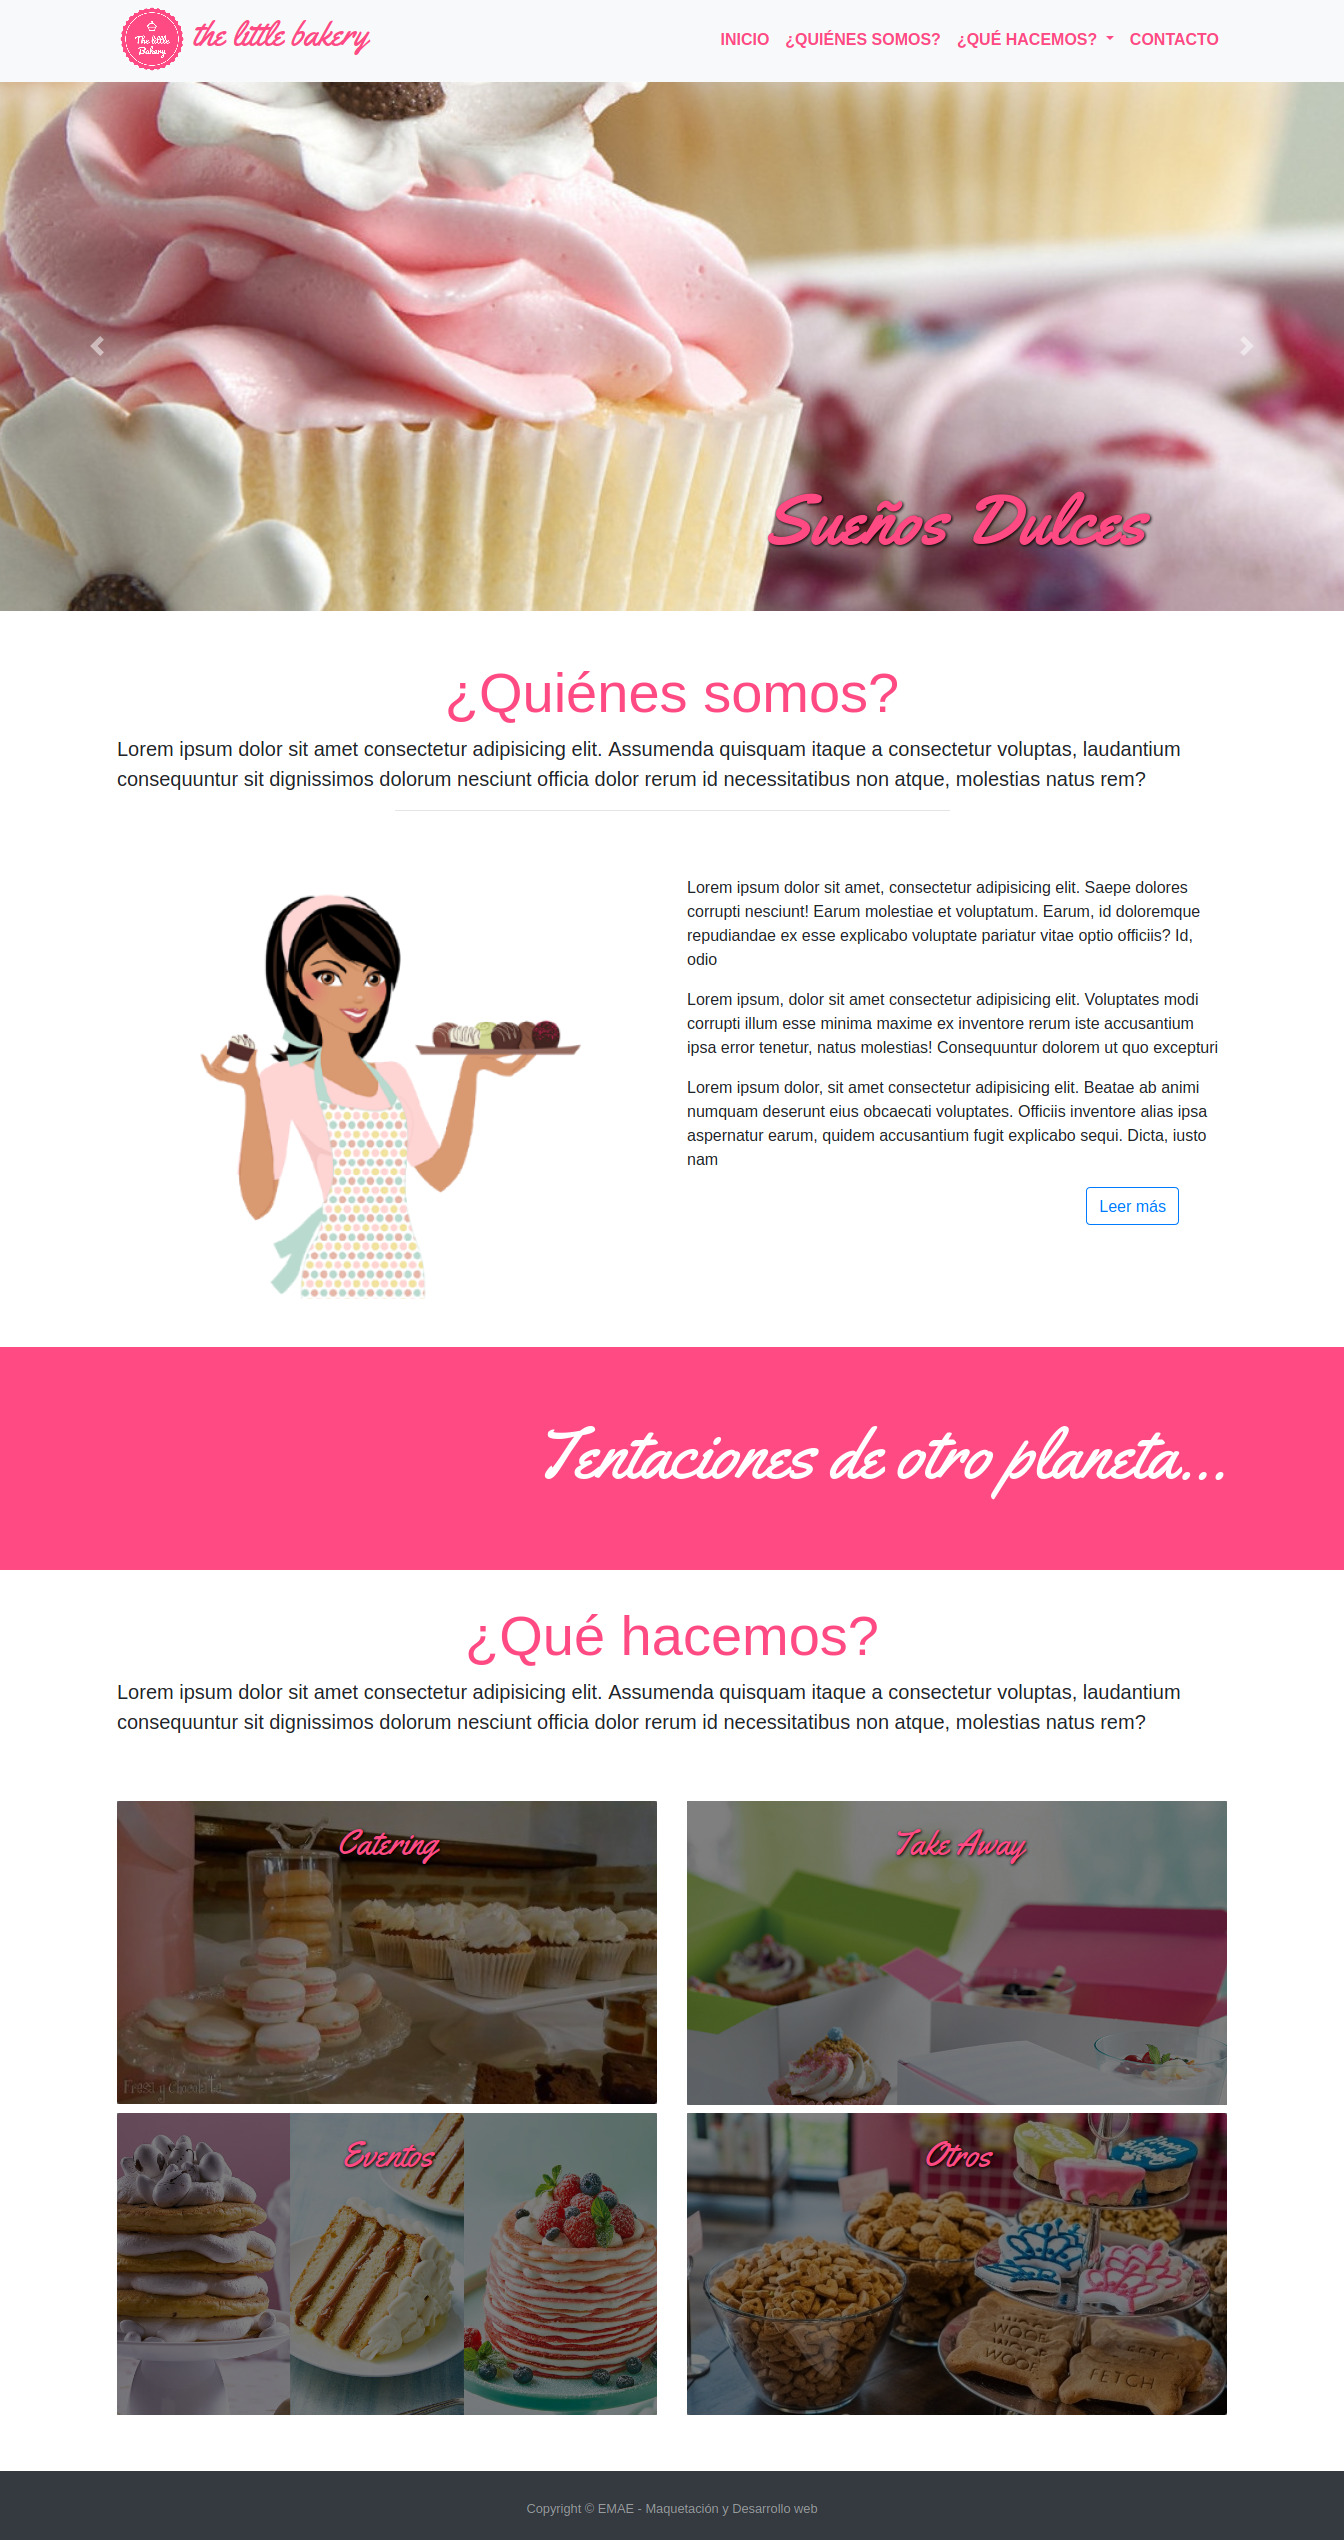 The little
Bakery
the little bakery
INICIO ¿QUIÉNES SOMOS? ¿QUÉ HACEMOS? CONTACTO
Sueños Dulces
¿Quiénes somos?
Lorem ipsum dolor sit amet consectetur adipisicing elit. Assumenda quisquam itaque a consectetur voluptas, laudantium
consequuntur sit dignissimos dolorum nesciunt officia dolor rerum id necessitatibus non atque, molestias natus rem?
Lorem ipsum dolor sit amet, consectetur adipisicing elit. Saepe dolores
corrupti nesciunt! Earum molestiae et voluptatum. Earum, id doloremque
repudiandae ex esse explicabo voluptate pariatur vitae optio officiis? Id,
odio
Lorem ipsum, dolor sit amet consectetur adipisicing elit. Voluptates modi
corrupti illum esse minima maxime ex inventore rerum iste accusantium
ipsa error tenetur, natus molestias! Consequuntur dolorem ut quo excepturi
Lorem ipsum dolor, sit amet consectetur adipisicing elit. Beatae ab animi
numquam deserunt eius obcaecati voluptates. Officiis inventore alias ipsa
aspernatur earum, quidem accusantium fugit explicabo sequi. Dicta, iusto
nam
Leer más
Tentaciones de otro planeta...
¿Qué hacemos?
Lorem ipsum dolor sit amet consectetur adipisicing elit. Assumenda quisquam itaque a consectetur voluptas, laudantium
consequuntur sit dignissimos dolorum nesciunt officia dolor rerum id necessitatibus non atque, molestias natus rem?
Catering
Fresa y Chocolate
Take Away
Eventos
Otros
WOOF
WOOF
WOOF
FETCH
FETCH
Copyright © EMAE - Maquetación y Desarrollo web